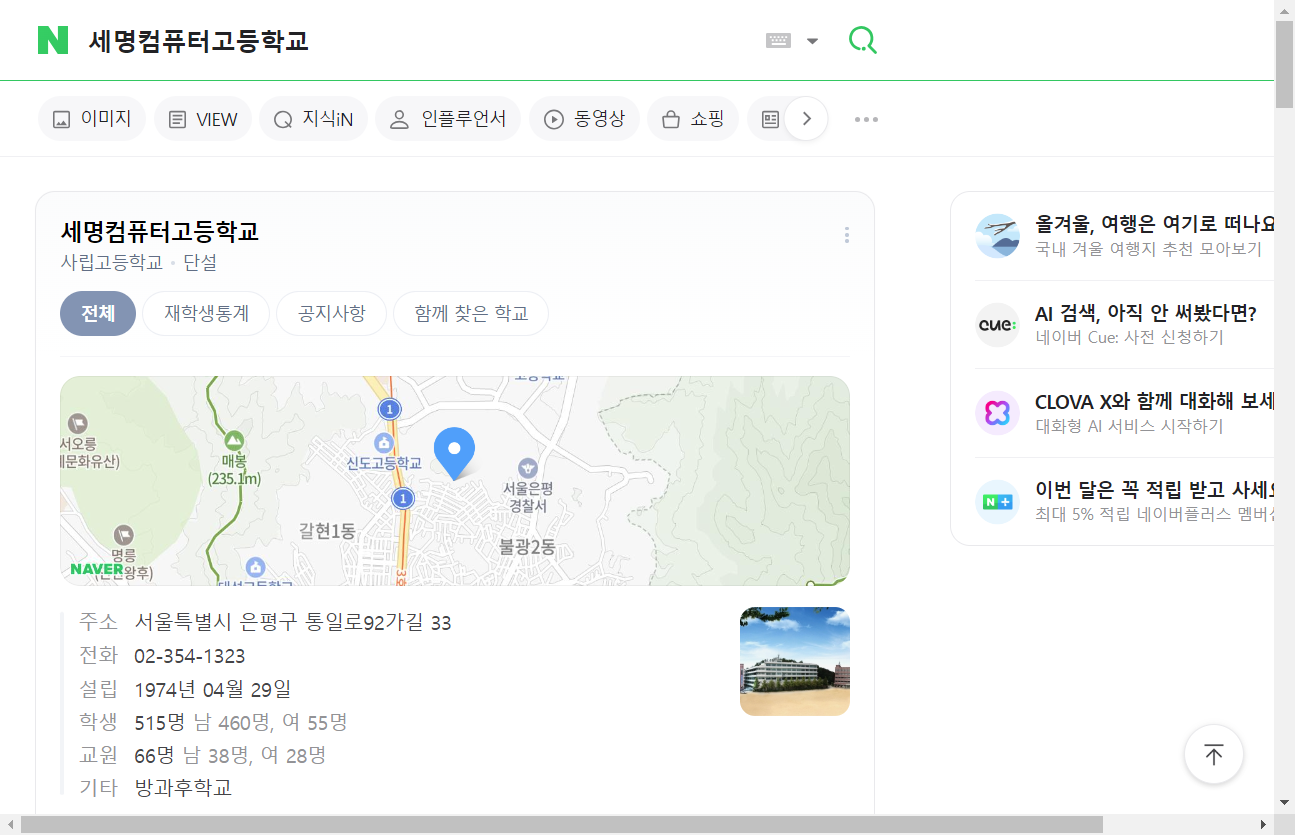 N 세명컴퓨터고등학교
이미지 VIEW 지식iN 인플루언서 동영상 쇼핑
세명컴퓨터고등학교
사립고등학교 · 단설
전체 재학생통계 공지사항 함께 찾은 학교
1
서오릉
매봉
(235.1m)
신도고등학교
서울은평
경찰서
1
갈현1동
불광2동
명릉
NAVER
주소 서울특별시 은평구 통일로92가길 33
전화 02-354-1323
설립 1974년 04월 29일
학생 515명 남 460명, 여 55명
교원 66명 남 38명, 여 28명
기타 방과후학교
올겨울, 여행은 여기로 떠나요
국내 겨울 여행지 추천 모아보기
cue:
AI 검색, 아직 안 써봤다면?
네이버 Cue: 사전 신청하기
CLOVA X와 함께 대화해 보세
대화형 AI 서비스 시작하기
N+
이번 달은 꼭 적립 받고 사세요
최대 5% 적립 네이버플러스 멤버십